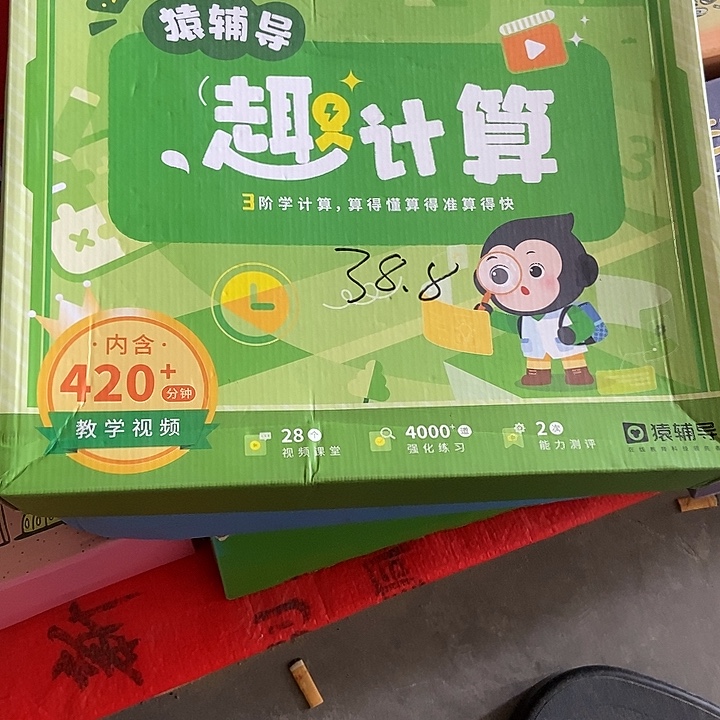 猿辅导
趣计算
3阶学计算，算得懂算得准算得快
38.8
·内含·
420+分钟
教学视频
28个
视频课堂
4000+道
强化练习
2次
能力测评
猿辅导